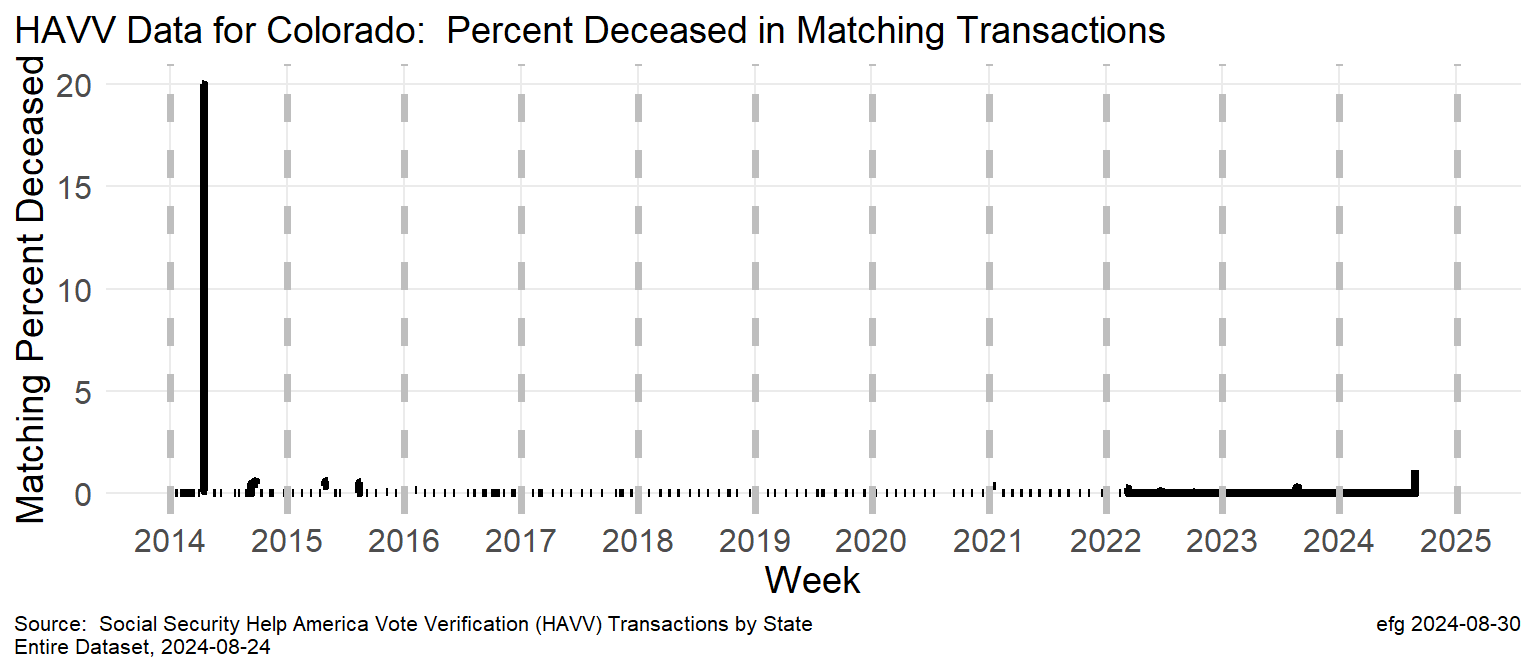 HAVV Data for Colorado:  Percent Deceased in Matching Transactions
Matching Percent Deceased
20
15
10
5
0
2014 2015 2016 2017 2018 2019 2020 2021 2022 2023 2024 2025
Week
Source:  Social Security Help America Vote Verification (HAVV) Transactions by State
Entire Dataset, 2024-08-24
efg 2024-08-30